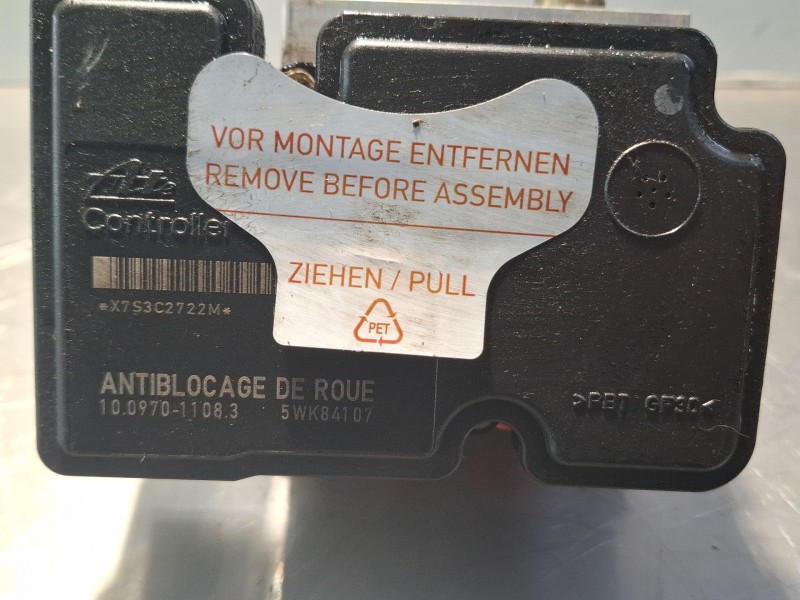 VOR MONTAGE ENTFERNEN
REMOVE BEFORE ASSEMBLY
ZIEHEN / PULL
PET
Ate
Controller
*X7S3C2722M*
ANTIBLOCAGE DE ROUE
10.0970-1108.3 5WK84107
>PBT GF30<